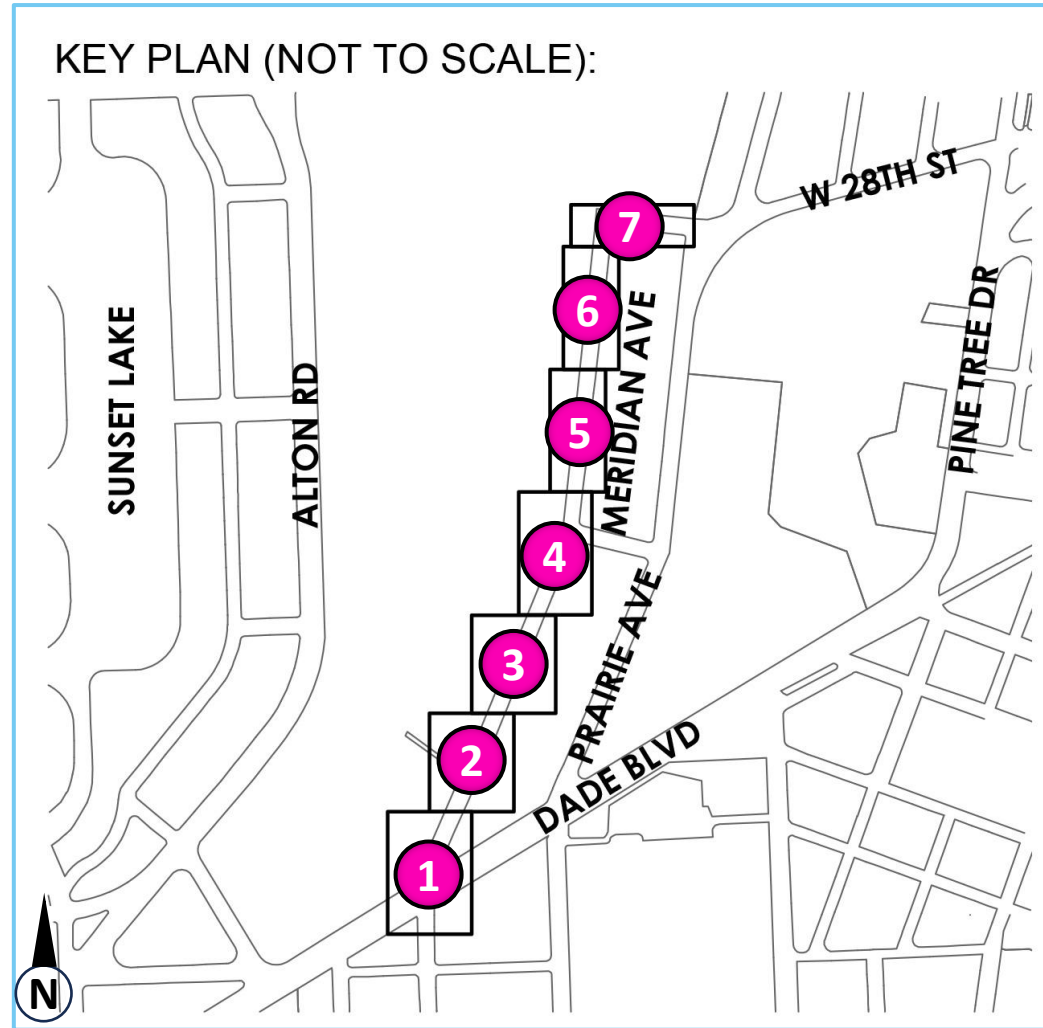 KEY PLAN (NOT TO SCALE):
W 28TH ST
7
6
MERIDIAN AVE
PINE TREE DR
SUNSET LAKE
ALTON RD
5
4
3
PRAIRIE AVE
2
DADE BLVD
1
N